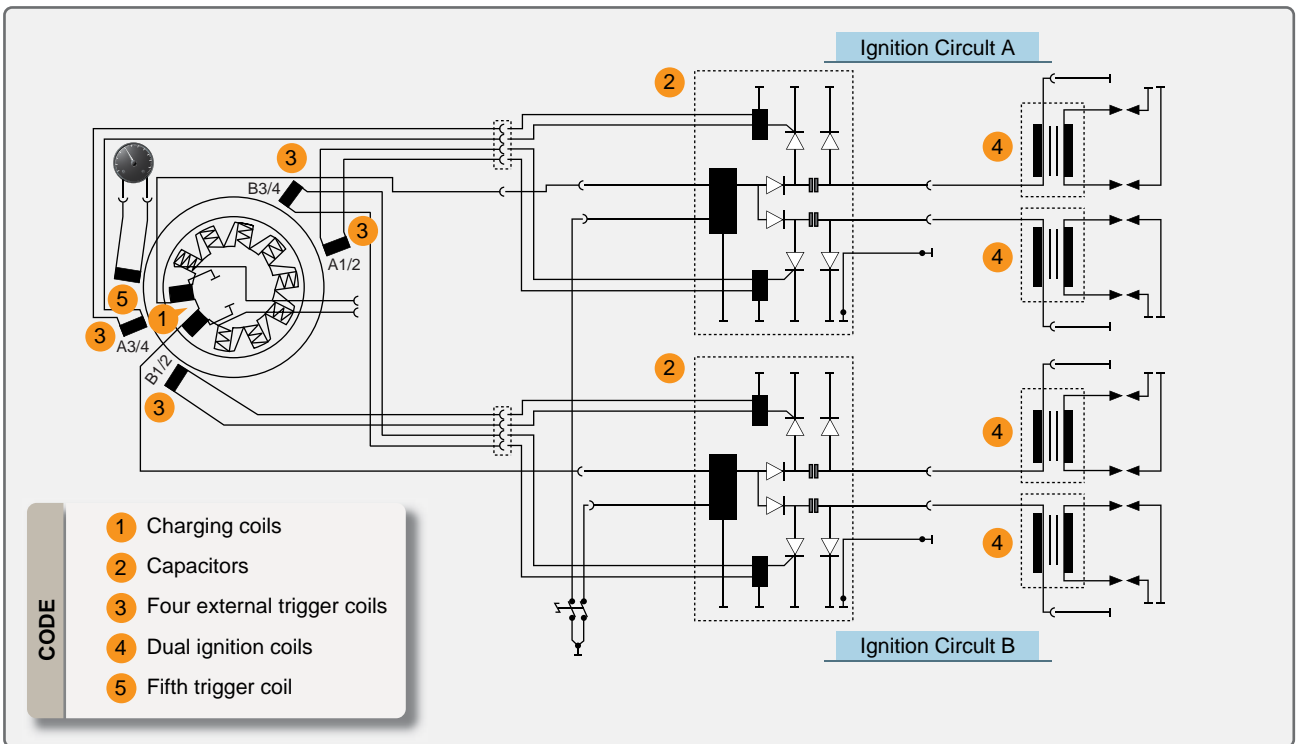 Ignition Circuit A
2
3
B3/4
4
3
A1/2
4
5
1
3
A3/4
B1/2
2
3
4
4
1 Charging coils
2 Capacitors
3 Four external trigger coils
4 Dual ignition coils
5 Fifth trigger coil
CODE
Ignition Circuit B